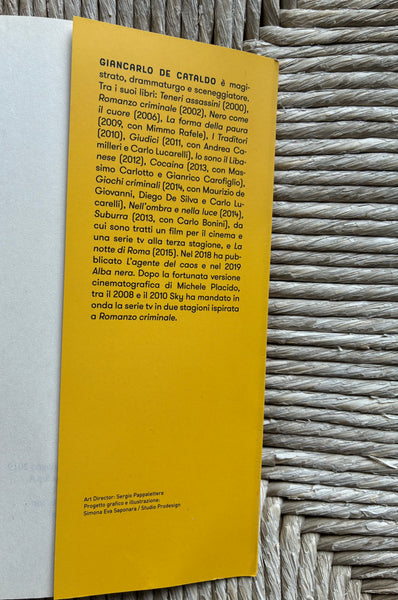 GIANCARLO DE CATALDO è magi-
strato, drammaturgo e sceneggiatore.
Tra i suoi libri: Teneri assassini (2000),
Romanzo criminale (2002), Nero come
il cuore (2006), La forma della paura
(2009, con Mimmo Rafele), I Traditori
(2010), Giudici (2011, con Andrea Ca-
milleri e Carlo Lucarelli), Io sono il Liba-
nese (2012), Cocaina (2013, con Mas-
simo Carlotto e Gianrico Carofiglio),
Giochi criminali (2014, con Maurizio de
Giovanni, Diego De Silva e Carlo Lu-
carelli), Nell'ombra e nella luce (2014),
Suburra (2013, con Carlo Bonini), da
cui sono tratti un film per il cinema e
una serie tv alla terza stagione, e La
notte di Roma (2015). Nel 2018 ha pub-
blicato L'agente del caos e nel 2019
Alba nera. Dopo la fortunata versione
cinematografica di Michele Placido,
tra il 2008 e il 2010 Sky ha mandato in
onda la serie tv in due stagioni ispirata
a Romanzo criminale.
Art Director: Sergio Pappalettera
Progetto grafico e illustrazione:
Simona Eva Saponara / Studio Prodesign